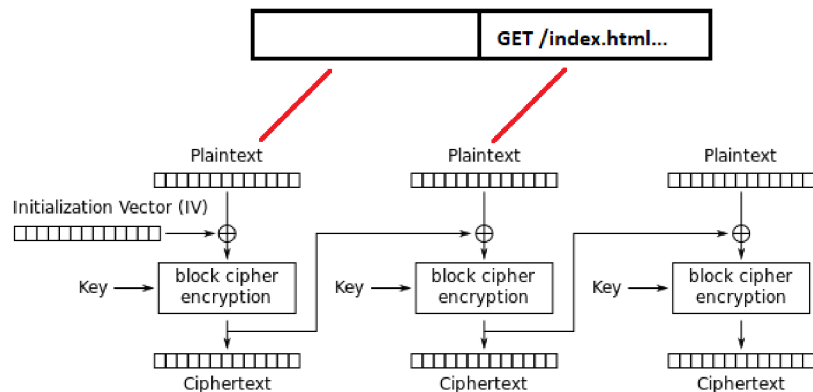 GET /index.html...
Plaintext
Plaintext
Plaintext
Initialization Vector (IV)
Key
block cipher
encryption
Key
block cipher
encryption
Key
block cipher
encryption
Ciphertext
Ciphertext
Ciphertext